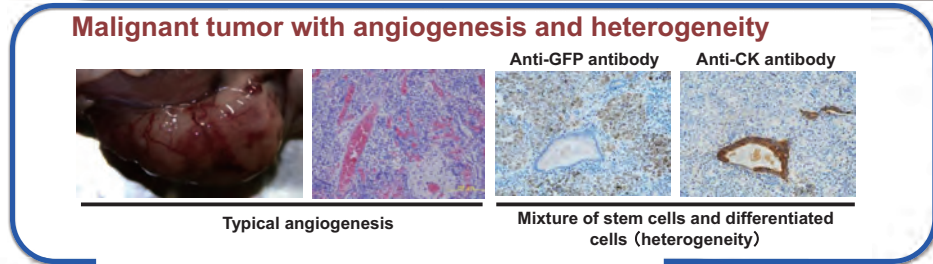 Malignant tumor with angiogenesis and heterogeneity
Anti-GFP antibody Anti-CK antibody
Typical angiogenesis
Mixture of stem cells and differentiated
cells（heterogeneity）